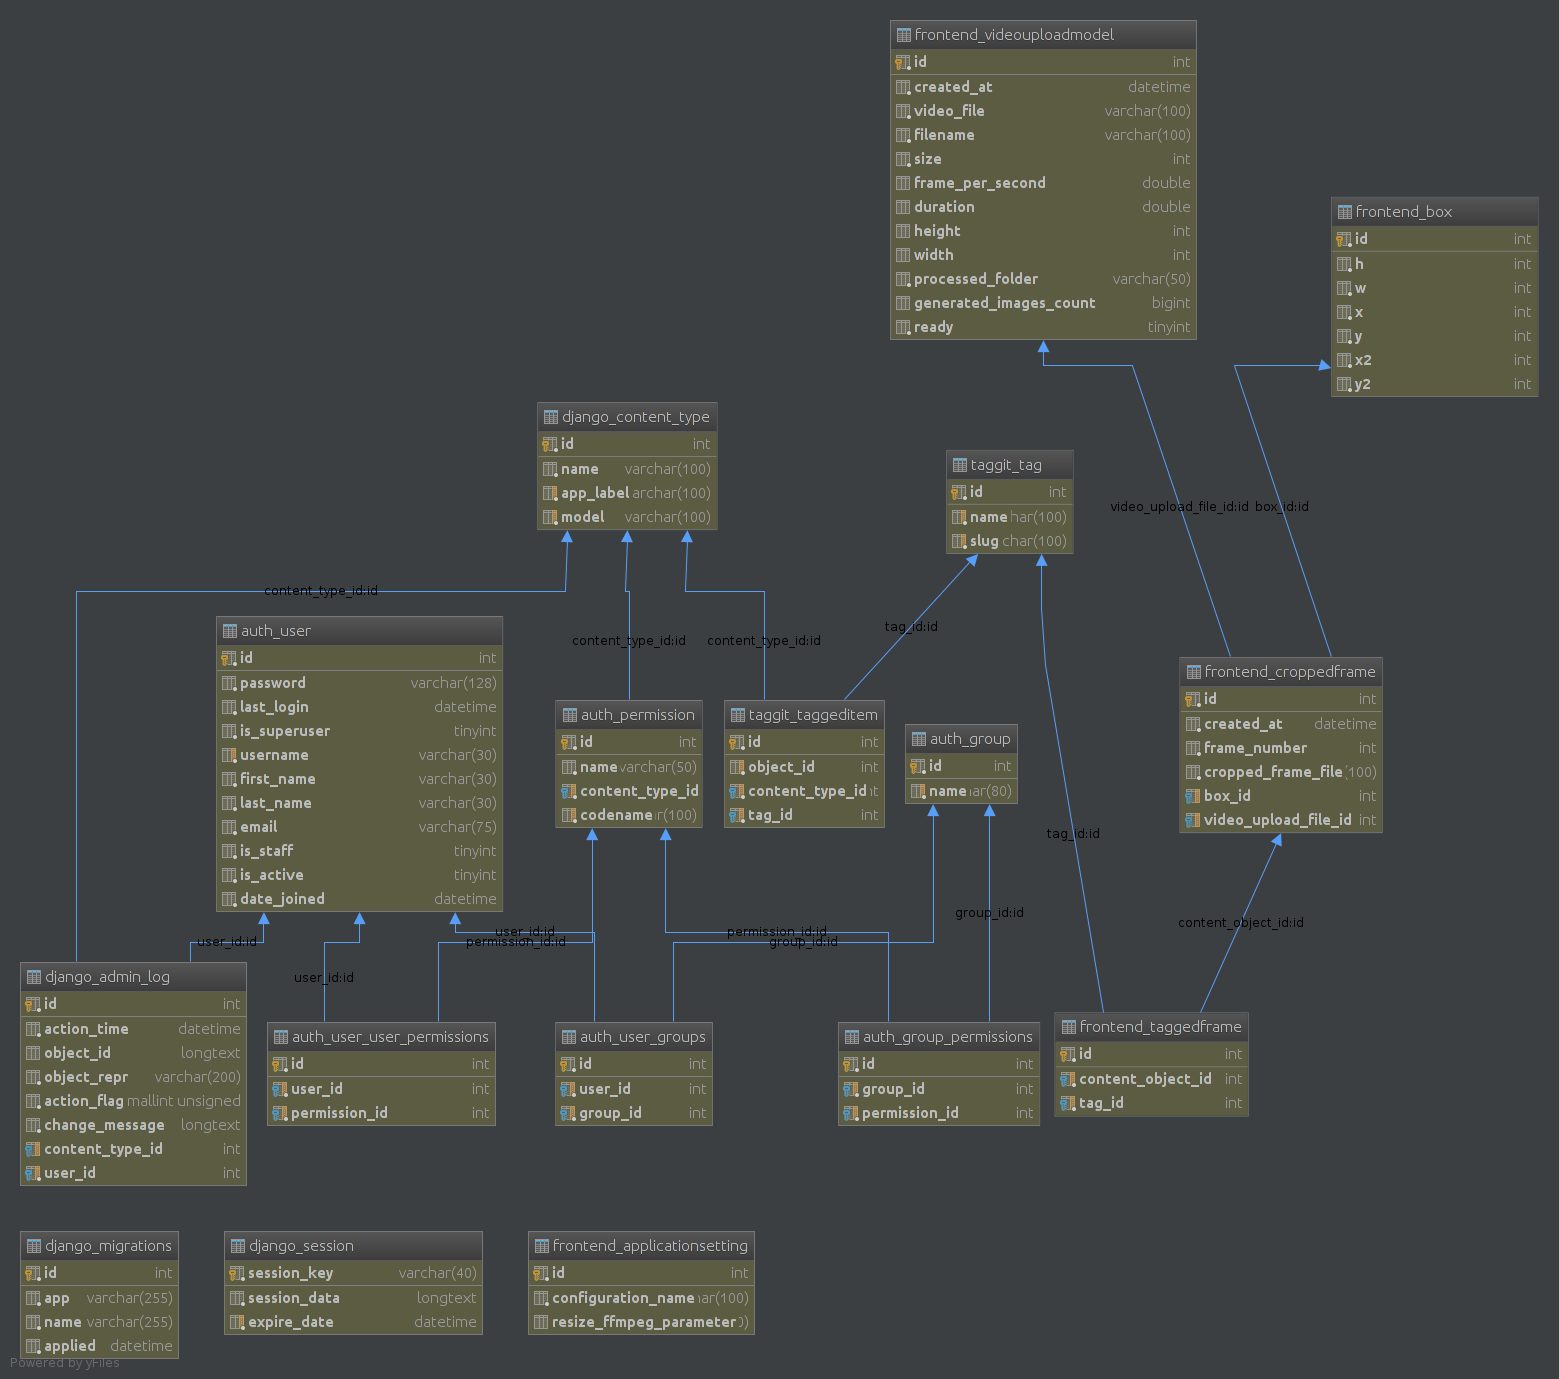 frontend_videouploadmodel
id int
created_at datetime
video_file varchar(100)
filename varchar(100)
size int
frame_per_second double
duration double
height int
width int
processed_folder varchar(50)
generated_images_count bigint
ready tinyint
frontend_box
id int
h int
w int
x int
y int
x2 int
y2 int
django_content_type
id int
name varchar(100)
app_label archar(100)
model varchar(100)
taggit_tag
id int
name har(100)
slug char(100)
video_upload_file_id:id
box_id:id
content_type_id:id
content_type_id:id
content_type_id:id
tag_id:id
auth_user
id int
password varchar(128)
last_login datetime
is_superuser tinyint
username varchar(30)
first_name varchar(30)
last_name varchar(30)
email varchar(75)
is_staff tinyint
is_active tinyint
date_joined datetime
auth_permission
id int
name varchar(50)
content_type_id
codename r(100)
taggit_taggeditem
id int
object_id int
content_type_id
tag_id int
auth_group
id int
name ar(80)
frontend_croppedframe
id int
created_at datetime
frame_number int
cropped_frame_file (100)
box_id int
video_upload_file_id int
tag_id:id
group_id:id
content_object_id:id
user_id:id
user_id:id
permission_id:id
permission_id:id
group_id:id
user_id:id
django_admin_log
id int
action_time datetime
object_id longtext
object_repr varchar(200)
action_flag mallint unsigned
change_message longtext
content_type_id int
user_id int
auth_user_user_permissions
id int
user_id int
permission_id int
auth_user_groups
id int
user_id int
group_id int
auth_group_permissions
id int
group_id int
permission_id int
frontend_taggedframe
id int
content_object_id int
tag_id int
django_migrations
id int
app varchar(255)
name varchar(255)
applied datetime
django_session
session_key varchar(40)
session_data longtext
expire_date datetime
frontend_applicationsetting
id int
configuration_name ar(100)
resize_ffmpeg_parameter 0)
Powered by yFiles